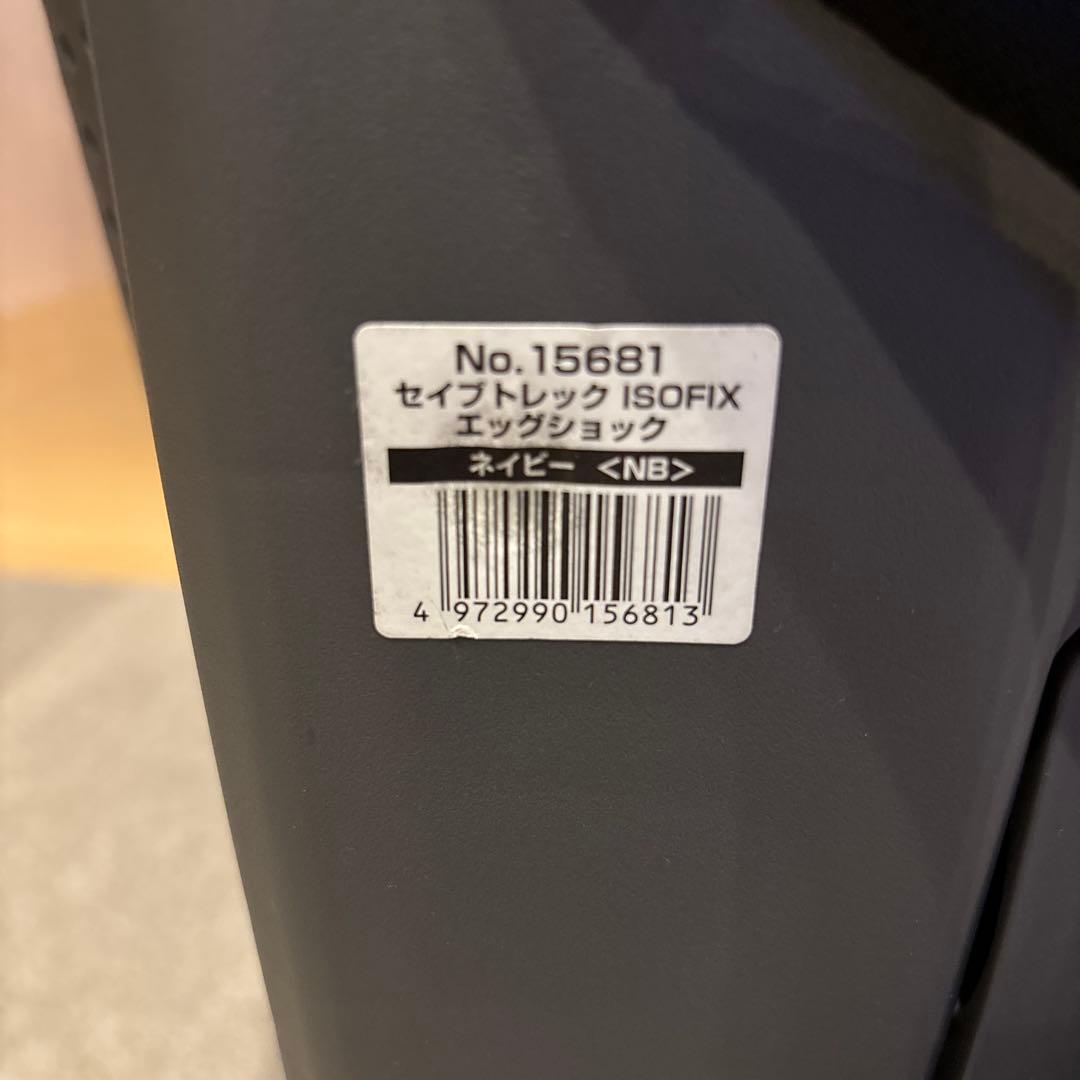 No.15681
セイブトレック ISOFIX
エッグショック
ネイビー <NB>
4 972990 156813